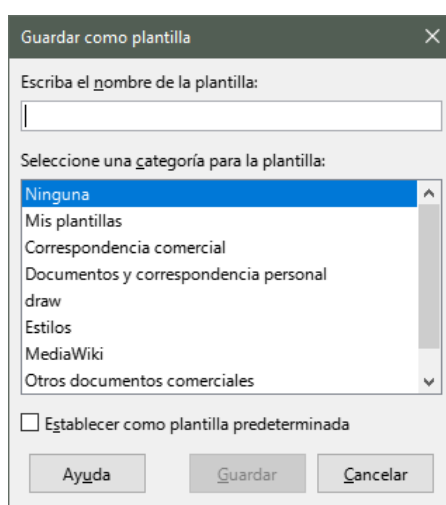 Guardar como plantilla
Escriba el nombre de la plantilla:
Seleccione una categoría para la plantilla:
Ninguna
Mis plantillas
Correspondencia comercial
Documentos y correspondencia personal
draw
Estilos
MediaWiki
Otros documentos comerciales
Establecer como plantilla predeterminada
Ayuda Guardar Cancelar